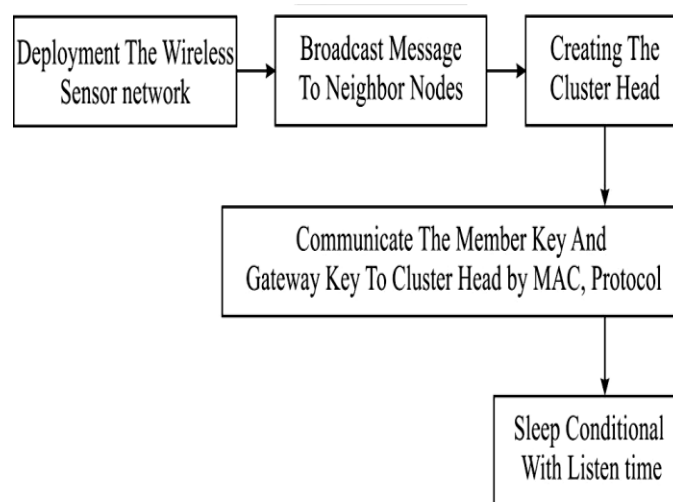 Deployment The Wireless
Sensor network
Broadcast Message
To Neighbor Nodes
Creating The
Cluster Head
Communicate The Member Key And
Gateway Key To Cluster Head by MAC, Protocol
Sleep Conditional
With Listen time